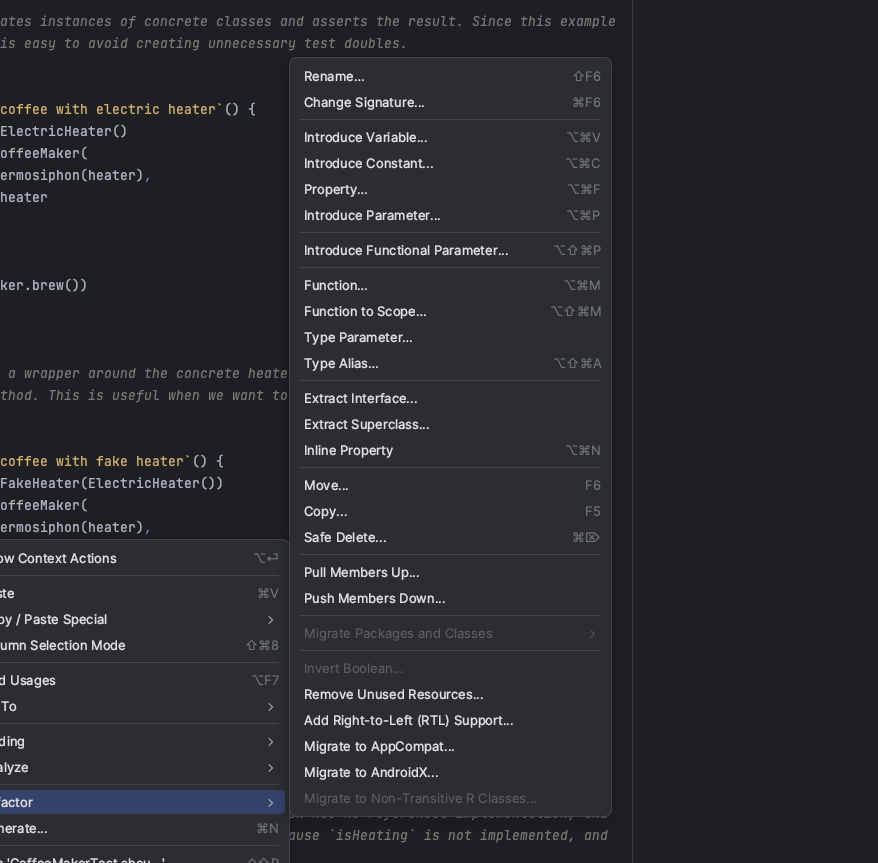 ates instances of concrete classes and asserts the result. Since this example
is easy to avoid creating unnecessary test doubles.
coffee with electric heater`() {
ElectricHeater()
offeeMaker(
ermosiphon(heater),
heater
ker.brew())
a wrapper around the concrete heate
thod. This is useful when we want to
coffee with fake heater`() {
FakeHeater(ElectricHeater())
offeeMaker(
ermosiphon(heater),
ow Context Actions ⌥⏎
ste ⌘V
py / Paste Special
umn Selection Mode ⇧⌘8
d Usages ⌥F7
To
ding
alyze
factor
nerate... ⌘N
Rename... ⇧F6
Change Signature... ⌘F6
Introduce Variable... ⌥⌘V
Introduce Constant... ⌥⌘C
Property... ⌥⌘F
Introduce Parameter... ⌥⌘P
Introduce Functional Parameter... ⌥⇧⌘P
Function... ⌥⌘M
Function to Scope... ⌥⇧⌘M
Type Parameter...
Type Alias... ⌥⇧⌘A
Extract Interface...
Extract Superclass...
Inline Property ⌥⌘N
Move... F6
Copy... F5
Safe Delete... ⌘⌦
Pull Members Up...
Push Members Down...
Migrate Packages and Classes
Invert Boolean...
Remove Unused Resources...
Add Right-to-Left (RTL) Support...
Migrate to AppCompat...
Migrate to AndroidX...
Migrate to Non-Transitive R Classes...
ause `isHeating` is not implemented, and